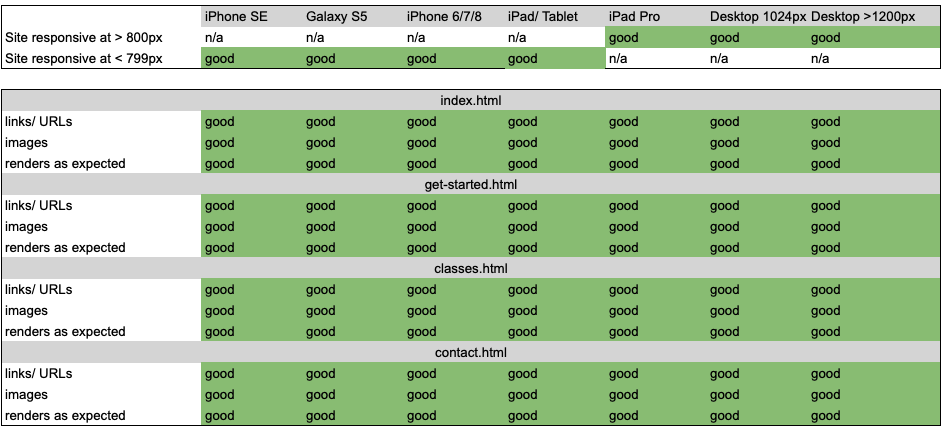 iPhone SE Galaxy S5 iPhone 6/7/8 iPad/ Tablet iPad Pro Desktop 1024px Desktop >1200px
Site responsive at > 800px n/a n/a n/a n/a good good good
Site responsive at < 799px good good good good n/a n/a n/a
index.html
links/ URLs good good good good good good good
images good good good good good good good
renders as expected good good good good good good good
get-started.html
links/ URLs good good good good good good good
images good good good good good good good
renders as expected good good good good good good good
classes.html
links/ URLs good good good good good good good
images good good good good good good good
renders as expected good good good good good good good
contact.html
links/ URLs good good good good good good good
images good good good good good good good
renders as expected good good good good good good good